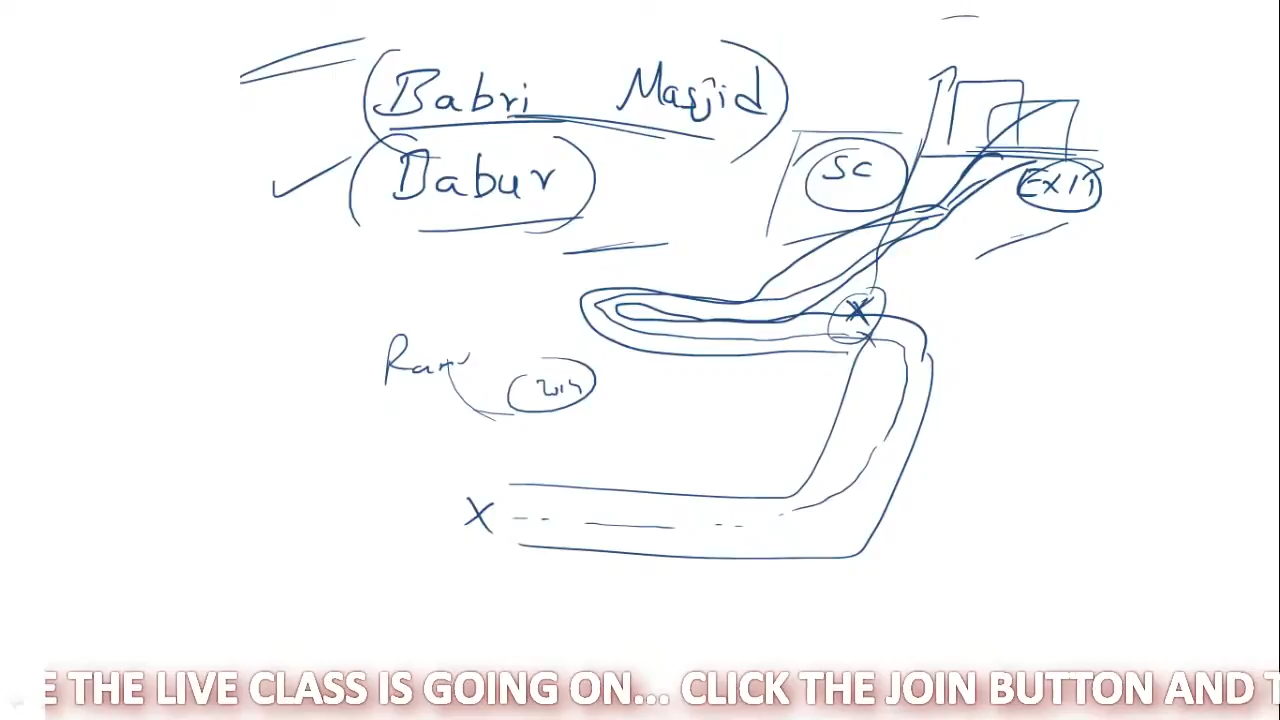 Babri Masjid
Babur
SC
EXIT
X
Ram
X
E THE LIVE CLASS IS GOING ON... CLICK THE JOIN BUTTON AND T